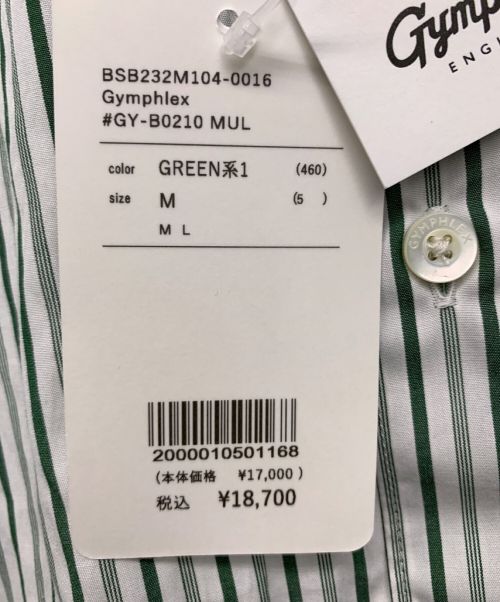 BSB232M104-0016
Gymphlex
#GY-B0210 MUL
color GREEN系1 (460)
size M (5 )
M L
2000010501168
(本体価格 ¥17,000)
税込 ¥18,700
GYMPHLEX